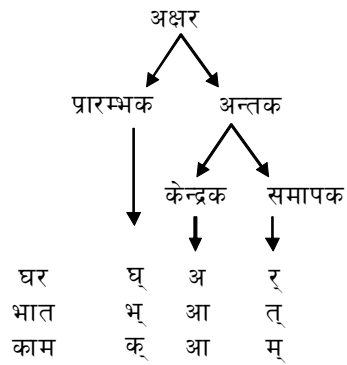 अक्षर
प्रारम्भक अन्तक
केन्द्रक समापक
घर घ् अ र्
भात भ् आ त्
काम क् आ म्